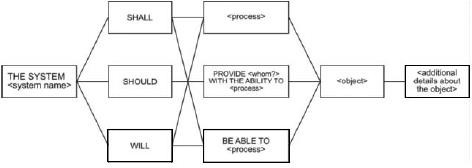 SHALL
<process>
THE SYSTEM
<system name>
SHOULD
PROVIDE <whom?>
WITH THE ABILITY TO
<process>
<object>
<additional
details about
the object>
WILL
BE ABLE TO
<process>